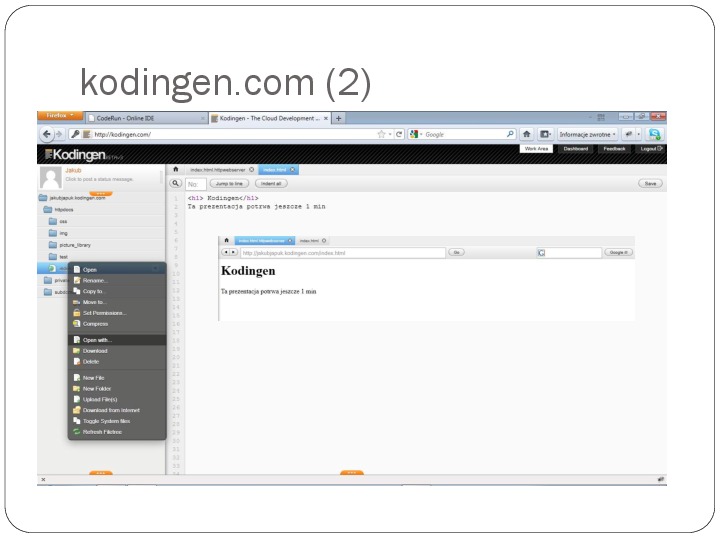 kodingen.com (2)
Firefox
CodeRun - Online IDE
Kodingen - The Cloud Development ...
http://kodingen.com/
Google
Informacje zwrotne
Kodingen
Work Area
Dashboard
Feedback
Logout
Jakub
Click to post a status message.
index.html.httpwebserver
index.html
No:
Jump to line
Indent all
Save
jakubjapuk.kodingen.com
httpdocs
css
img
picture_library
test
Open
Rename...
Copy to...
Move to...
Set Permissions...
Compress
Open with...
Download
Delete
New File
New Folder
Upload File(s)
Download from Internet
Toggle System files
Refresh Filetree
<h1> Kodingen</h1>
Ta prezentacja potrwa jeszcze 1 min
index.html.httpwebserver
index.html
http://jakubjapuk.kodingen.com/index.html
Go
Google it!
Kodingen
Ta prezentacja potrwa jeszcze 1 min